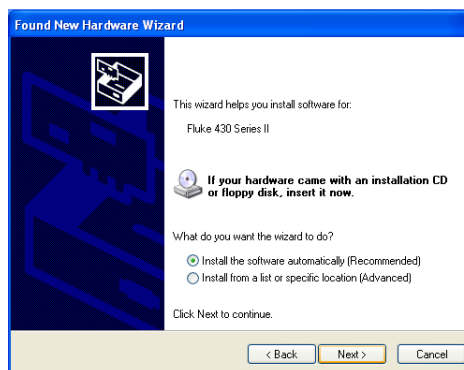 Found New Hardware Wizard
This wizard helps you install software for:
Fluke 430 Series II
If your hardware came with an installation CD
or floppy disk, insert it now.
What do you want the wizard to do?
Install the software automatically (Recommended)
Install from a list or specific location (Advanced)
Click Next to continue.
< Back Next > Cancel